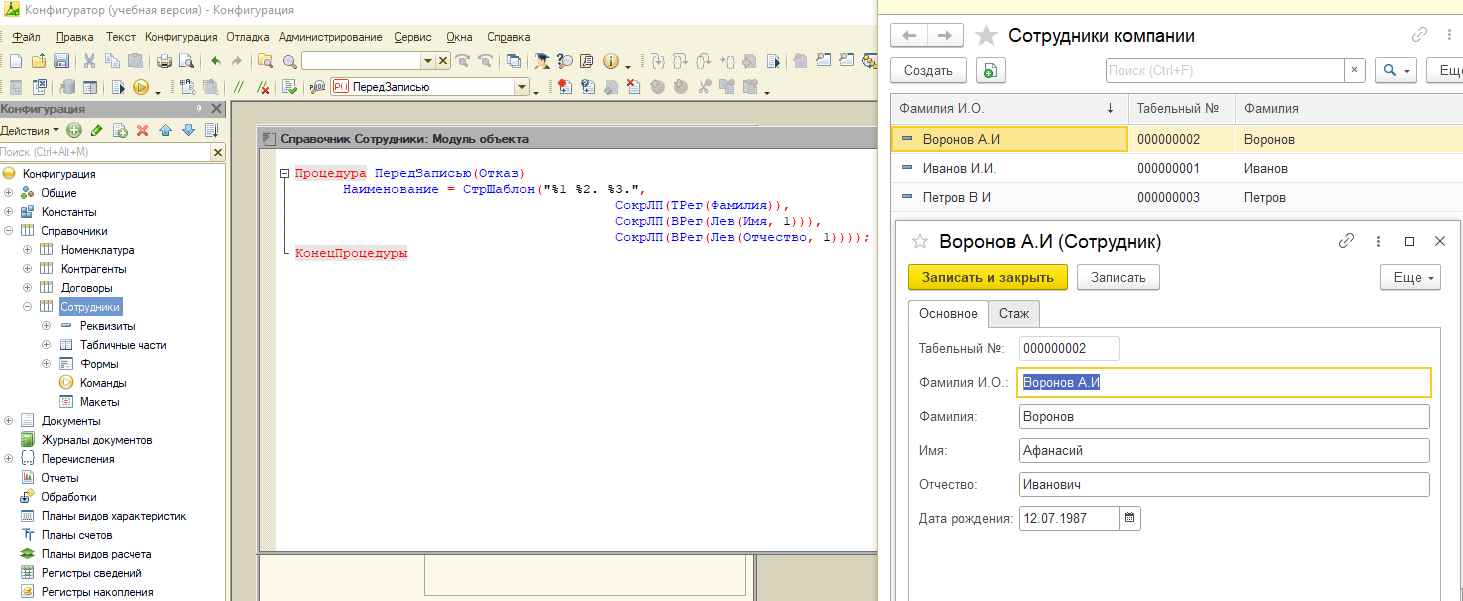 Конфигуратор (учебная версия) - Конфигурация
Файл Правка Текст Конфигурация Отладка Администрирование Сервис Окна Справка
ПередЗаписью
Конфигурация
Действия
Поиск (Ctrl+Alt+M)
Конфигурация
Общие
Константы
Справочники
Номенклатура
Контрагенты
Договоры
Сотрудники
Реквизиты
Табличные части
Формы
Команды
Макеты
Документы
Журналы документов
Перечисления
Отчеты
Обработки
Планы видов характеристик
Планы счетов
Планы видов расчета
Регистры сведений
Регистры накопления
Справочник Сотрудники: Модуль объекта
Процедура ПередЗаписью(Отказ)
Наименование = СтрШаблон("%1 %2. %3.",
СокрЛП(ТРег(Фамилия)),
СокрЛП(ВРег(Лев(Имя, 1))),
СокрЛП(ВРег(Лев(Отчество, 1))));
КонецПроцедуры
Сотрудники компании
Создать
Поиск (Ctrl+F)
×
Фамилия И.О. ↓ Табельный № Фамилия
Воронов А.И 000000002 Воронов
Иванов И.И. 000000001 Иванов
Петров В И 000000003 Петров
Воронов А.И (Сотрудник)
Записать и закрыть Записать Еще
Основное Стаж
Табельный №: 000000002
Фамилия И.О.: Воронов А.И
Фамилия: Воронов
Имя: Афанасий
Отчество: Иванович
Дата рождения: 12.07.1987